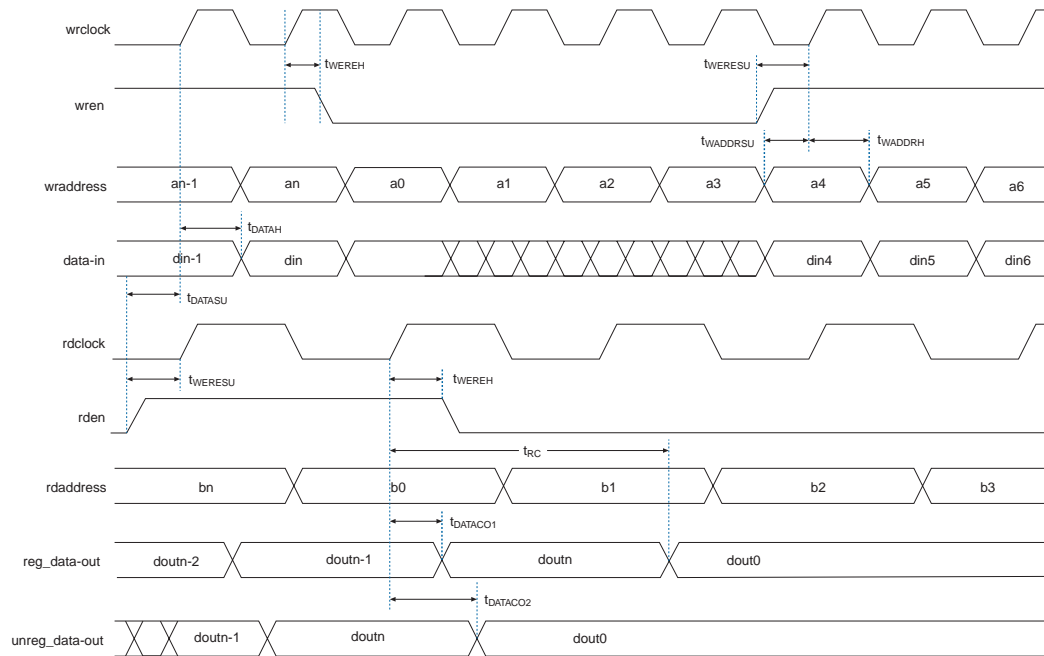 wrclock
tWEREH
tWERESU
wren
tWADDRSU
tWADDRH
wraddress an-1 an a0 a1 a2 a3 a4 a5 a6
tDATAH
data-in din-1 din din4 din5 din6
tDATASU
rdclock
tWERESU
tWEREH
rden
tRC
rdaddress bn b0 b1 b2 b3
tDATACO1
reg_data-out doutn-2 doutn-1 doutn dout0
tDATACO2
unreg_data-out doutn-1 doutn dout0